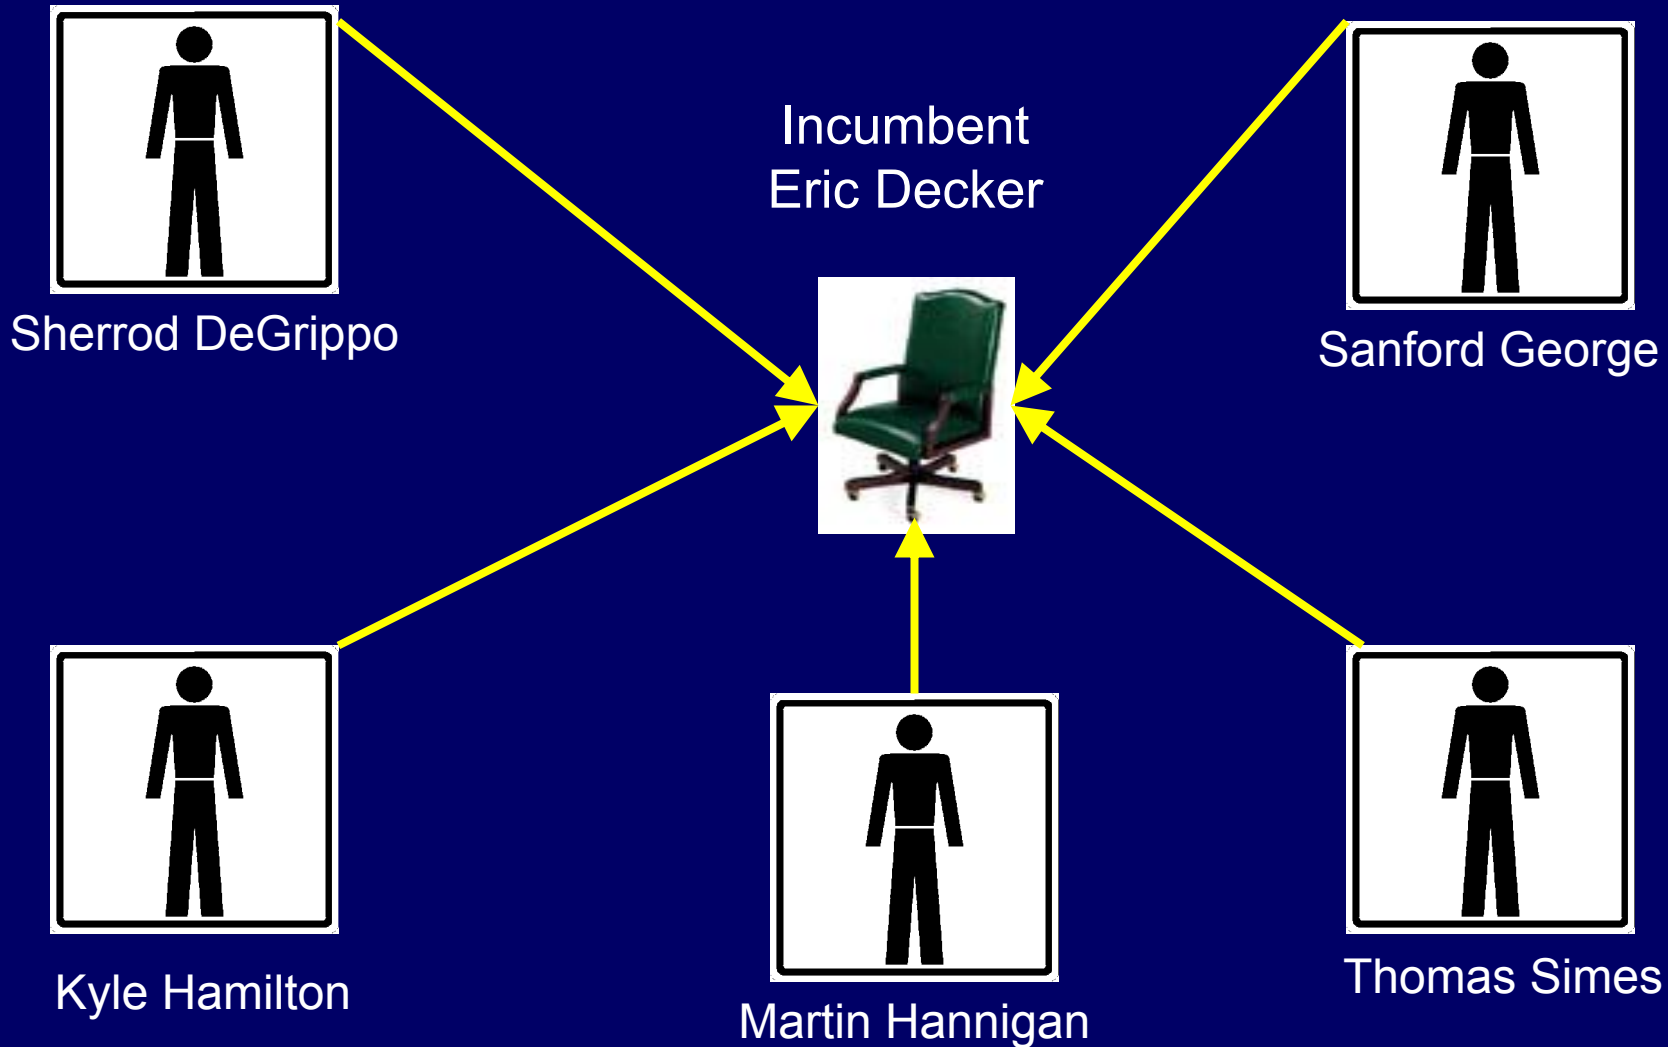 Incumbent
Eric Decker
Sherrod DeGrippo
Sanford George
Kyle Hamilton
Martin Hannigan
Thomas Simes